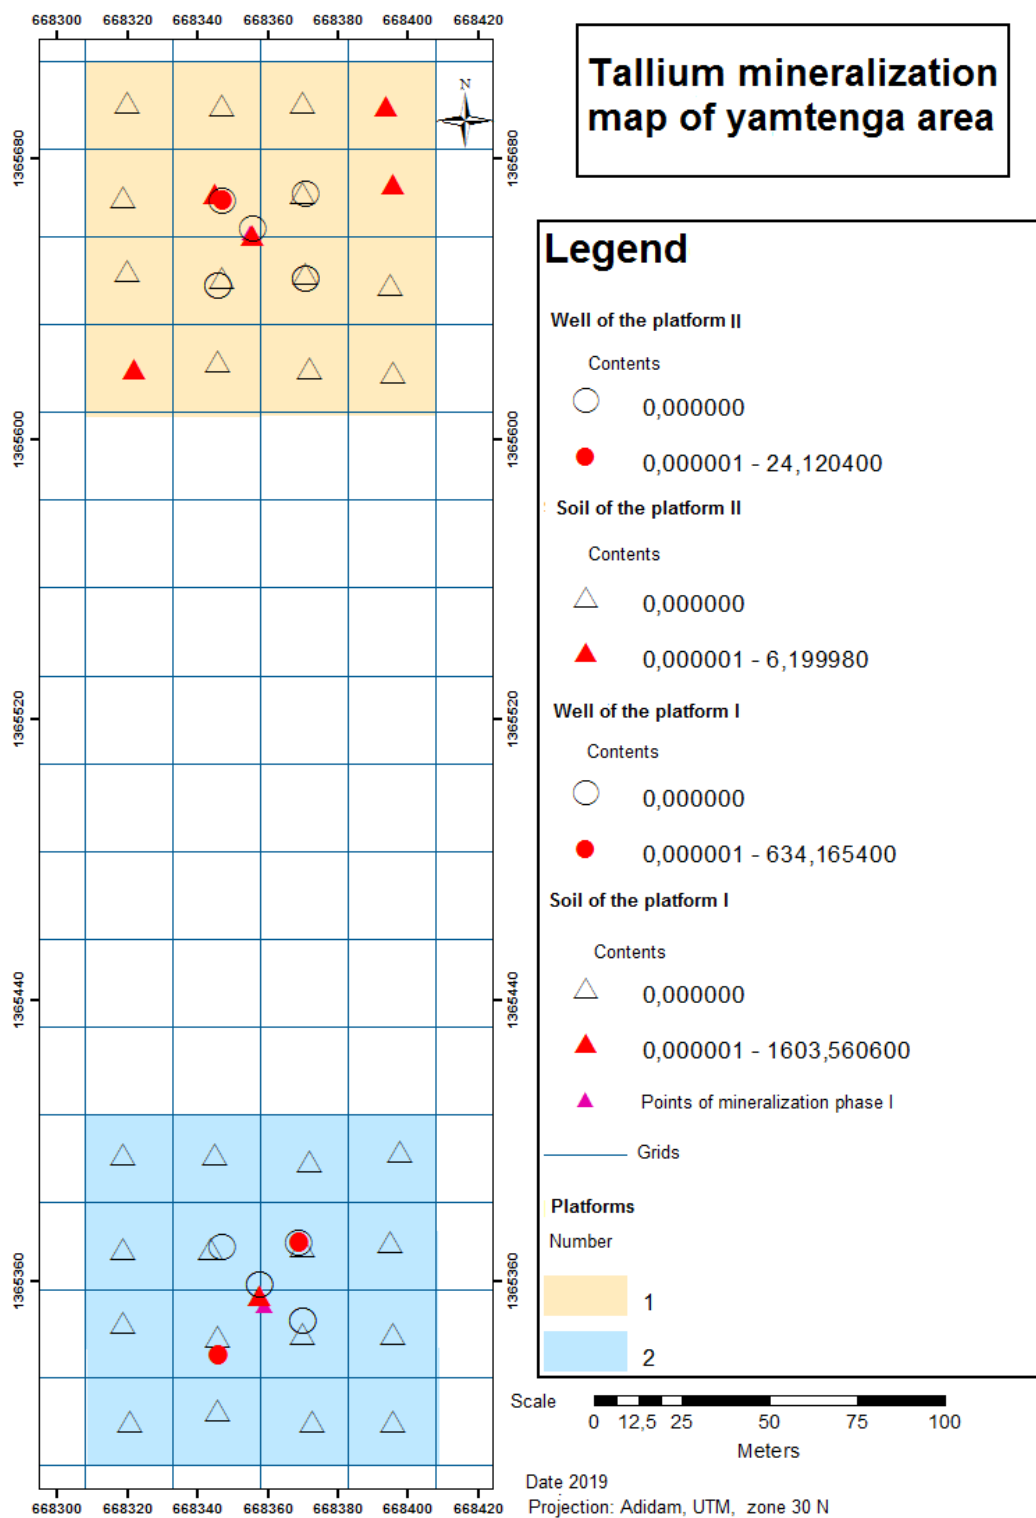 668300 668320 668340 668360 668380 668400 668420
Tallium mineralization
map of yamtenga area
N
1365680 1365680
1365600 1365600
1365520 1365520
1365440 1365440
1365360 1365360
668300 668320 668340 668360 668380 668400 668420
Legend
Well of the platform II
Contents
0,000000
0,000001 - 24,120400
Soil of the platform II
Contents
0,000000
0,000001 - 6,199980
Well of the platform I
Contents
0,000000
0,000001 - 634,165400
Soil of the platform I
Contents
0,000000
0,000001 - 1603,560600
Points of mineralization phase I
Grids
Platforms
Number
1
2
Scale
0 12,5 25 50 75 100
Meters
Date 2019
Projection: Adidam, UTM, zone 30 N